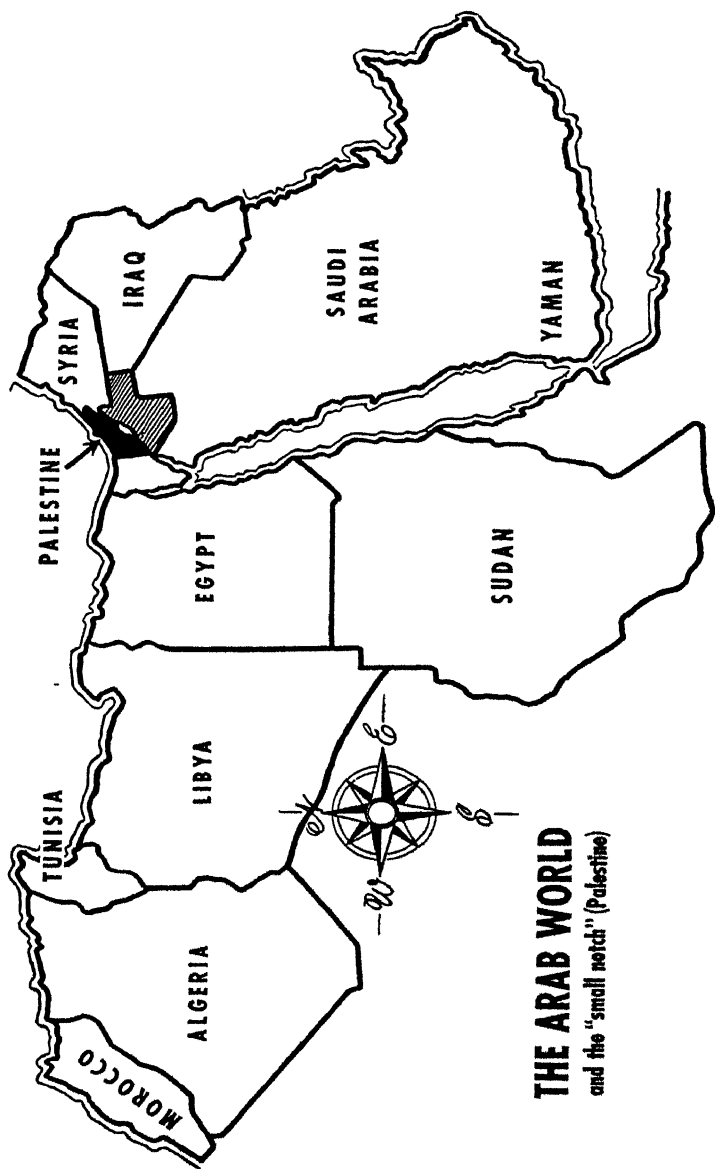 PALESTINE
SYRIA
IRAQ
SAUDI
ARABIA
YAMAN
EGYPT
SUDAN
LIBYA
TUNISIA
ALGERIA
MOROCCO
N
E
S
W
THE ARAB WORLD
and the "small notch" (Palestine)